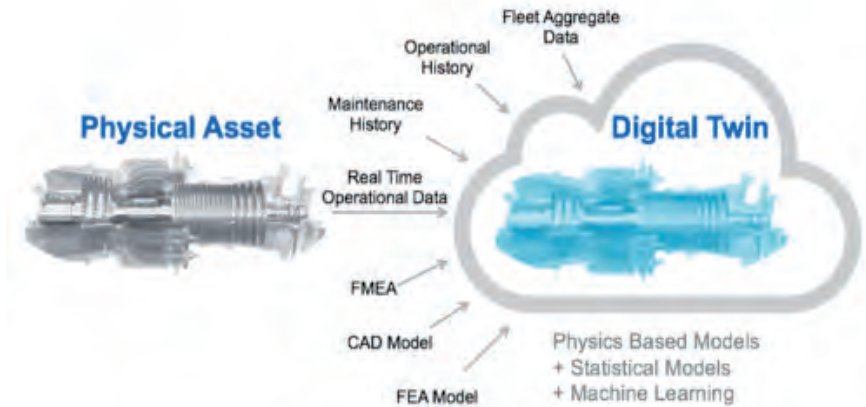 Fleet Aggregate
Data
Operational
History
Maintenance
History
Physical Asset
Digital Twin
Real Time
Operational Data
FMEA
CAD Model
FEA Model
Physics Based Models
+ Statistical Models
+ Machine Learning